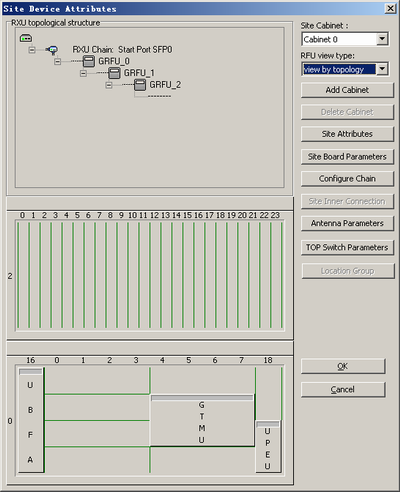 Site Device Attributes
RXU topological structure
RXU Chain: Start Port SFP0
GRFU_0
GRFU_1
GRFU_2
Site Cabinet :
Cabinet 0
RFU view type:
view by topology
Add Cabinet
Delete Cabinet
Site Attributes
Site Board Parameters
Configure Chain
Site Inner Connection
Antenna Parameters
TOP Switch Parameters
Location Group
0 1 2 3 4 5 6 7 8 9 10 11 12 13 14 15 16 17 18 19 20 21 22 23
2
16 0 1 2 3 4 5 6 7 18
0
U
B
F
A
G
T
M
U
U
P
E
U
OK
Cancel